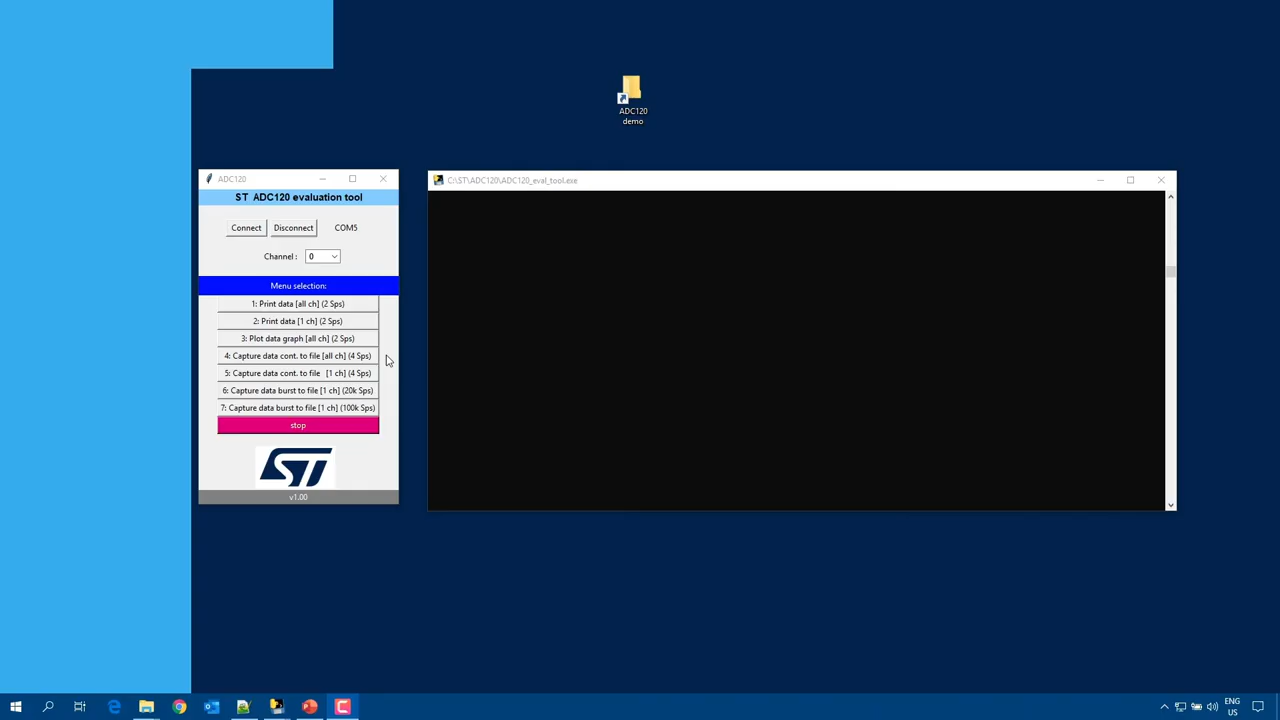 ADC120
demo
ADC120
ST ADC120 evaluation tool
Connect
Disconnect
COM5
Channel :
0
Menu selection:
1: Print data [all ch] (2 Sps)
2: Print data [1 ch] (2 Sps)
3: Plot data graph [all ch] (2 Sps)
4: Capture data cont. to file [all ch] (4 Sps)
5: Capture data cont. to file [1 ch] (4 Sps)
6: Capture data burst to file [1 ch] (20k Sps)
7: Capture data burst to file [1 ch] (100k Sps)
stop
ST
v1.00
C:\ST\ADC120\ADC120_eval_tool.exe
ENG
US